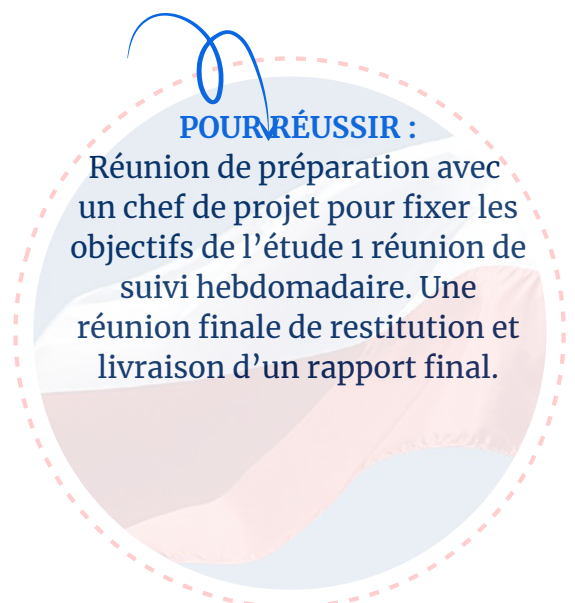 POUR RÉUSSIR :
Réunion de préparation avec
un chef de projet pour fixer les
objectifs de l’étude 1 réunion de
suivi hebdomadaire. Une
réunion finale de restitution et
livraison d’un rapport final.